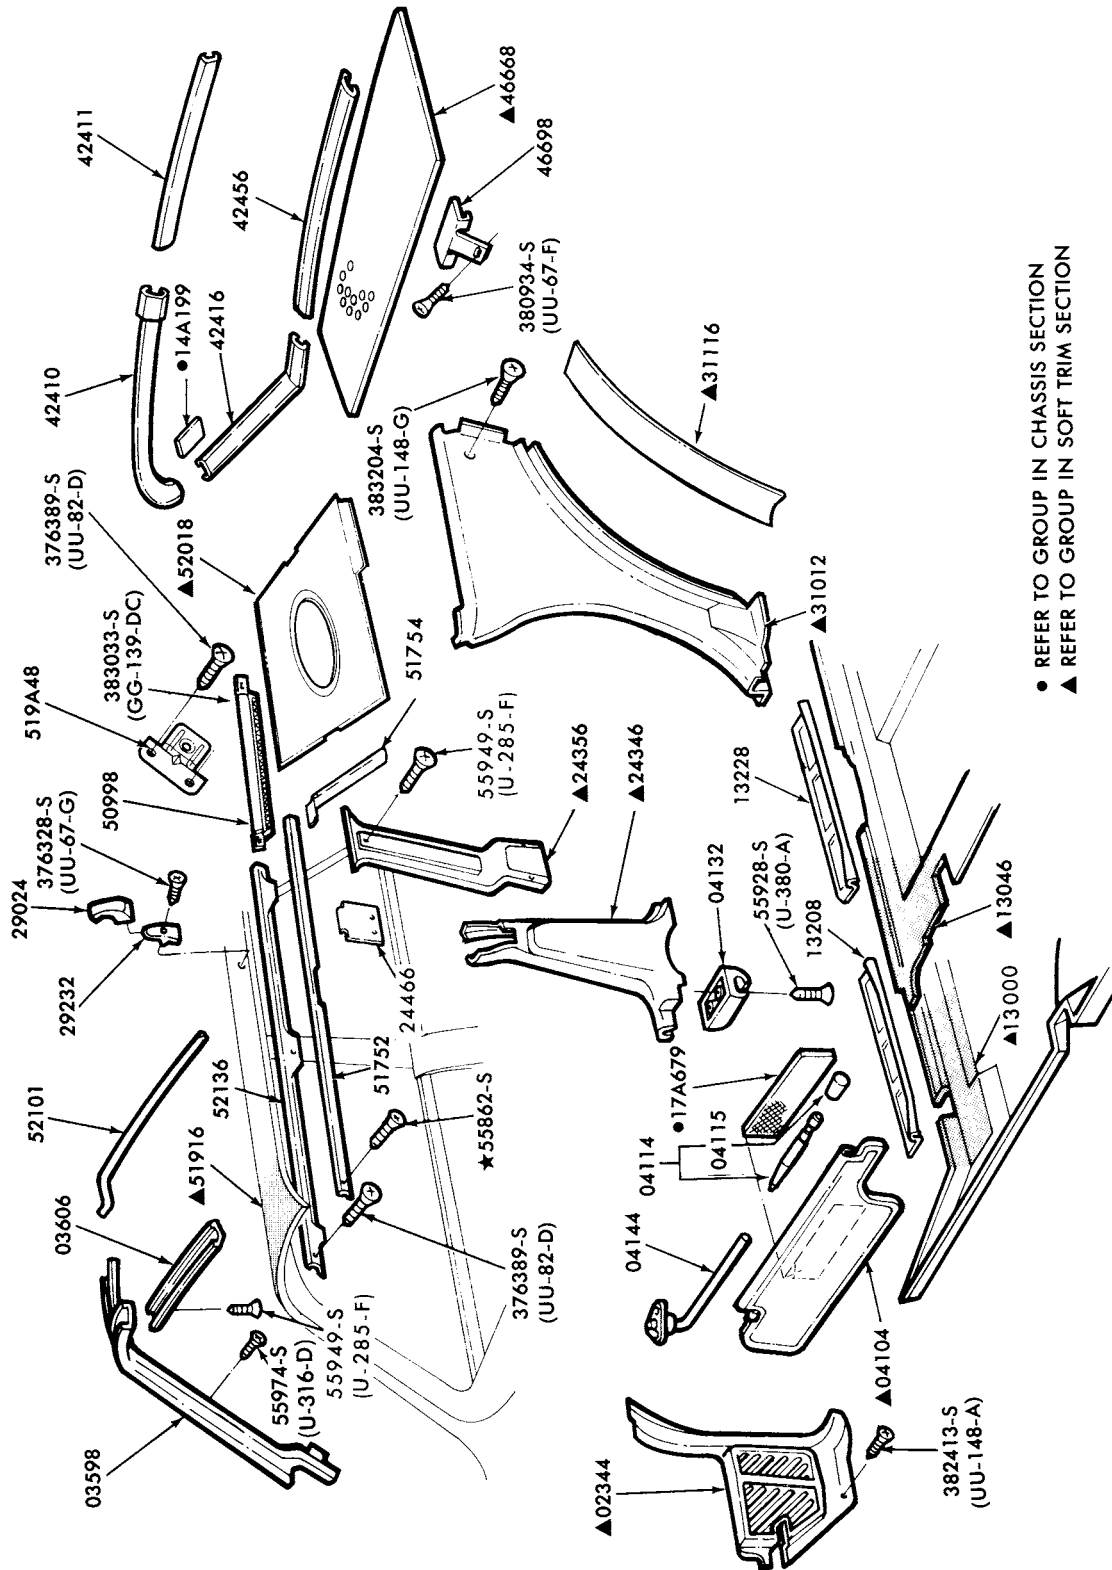 03598
03606
52101
29232
29024
376328-S
(UU-67-G)
50998
519A48
383033-S
(GG-139-DC)
▲52018
376389-S
(UU-82-D)
42410
●14A199
42416
42456
42411
55974-S
(U-316-D)
55949-S
(U-285-F)
▲51916
52136
51752
24466
51754
55949-S
(U-285-F)
383204-S
(UU-148-G)
380934-S
(UU-67-F)
46698
▲46668
376389-S
(UU-82-D)
★55862-S
▲24356
▲24346
▲31116
▲31012
▲02344
382413-S
(UU-148-A)
▲04104
04144
04114
04115
●17A679
04132
55928-S
(U-380-A)
13208
13228
▲13000
▲13046
● REFER TO GROUP IN CHASSIS SECTION
▲ REFER TO GROUP IN SOFT TRIM SECTION